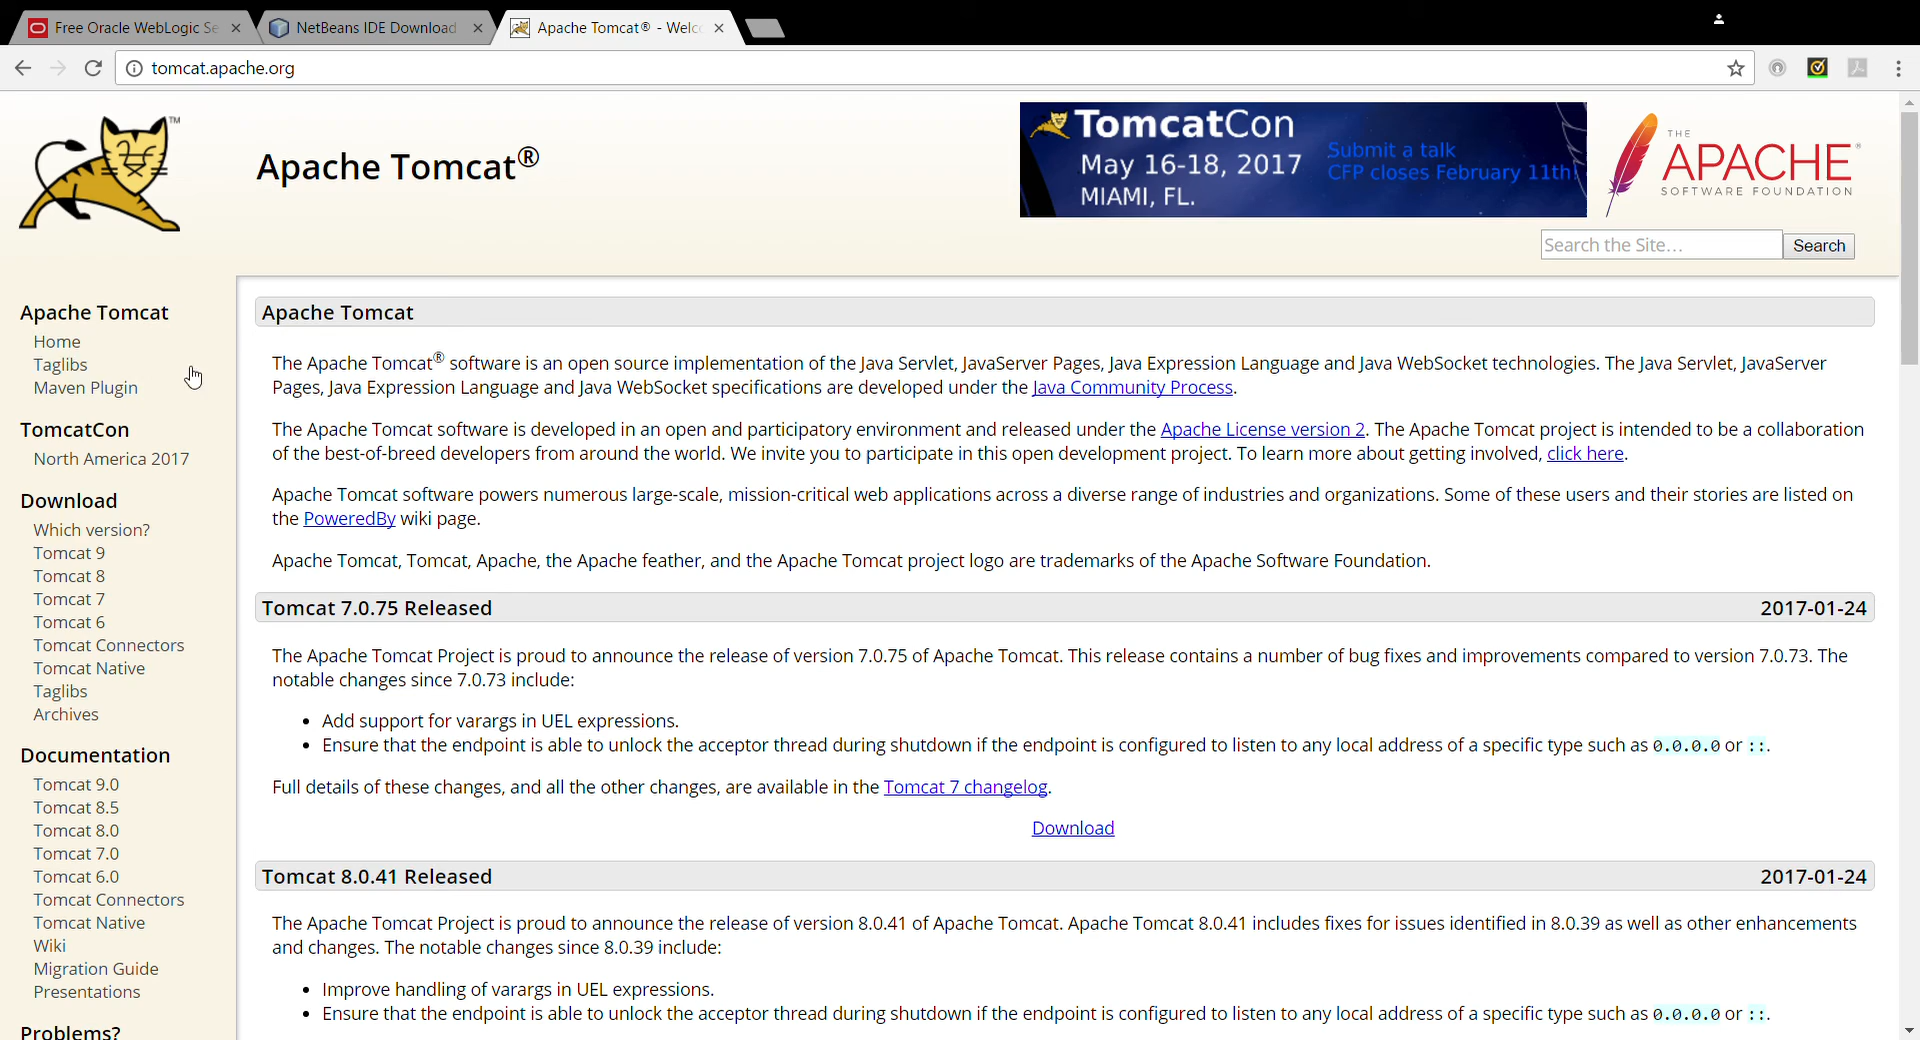 Free Oracle WebLogic Se
NetBeans IDE Download
Apache Tomcat® - Welc
tomcat.apache.org
TM
Apache Tomcat®
TomcatCon
May 16-18, 2017
MIAMI, FL.
Submit a talk
CFP closes February 11th!
THE
APACHE®
SOFTWARE FOUNDATION
Search the Site…
Search
Apache Tomcat
Home
Taglibs
Maven Plugin
TomcatCon
North America 2017
Download
Which version?
Tomcat 9
Tomcat 8
Tomcat 7
Tomcat 6
Tomcat Connectors
Tomcat Native
Taglibs
Archives
Documentation
Tomcat 9.0
Tomcat 8.5
Tomcat 8.0
Tomcat 7.0
Tomcat 6.0
Tomcat Connectors
Tomcat Native
Wiki
Migration Guide
Presentations
Problems?
Apache Tomcat
The Apache Tomcat® software is an open source implementation of the Java Servlet, JavaServer Pages, Java Expression Language and Java WebSocket technologies. The Java Servlet, JavaServer
Pages, Java Expression Language and Java WebSocket specifications are developed under the Java Community Process.
The Apache Tomcat software is developed in an open and participatory environment and released under the Apache License version 2. The Apache Tomcat project is intended to be a collaboration
of the best-of-breed developers from around the world. We invite you to participate in this open development project. To learn more about getting involved, click here.
Apache Tomcat software powers numerous large-scale, mission-critical web applications across a diverse range of industries and organizations. Some of these users and their stories are listed on
the PoweredBy wiki page.
Apache Tomcat, Tomcat, Apache, the Apache feather, and the Apache Tomcat project logo are trademarks of the Apache Software Foundation.
Tomcat 7.0.75 Released 2017-01-24
The Apache Tomcat Project is proud to announce the release of version 7.0.75 of Apache Tomcat. This release contains a number of bug fixes and improvements compared to version 7.0.73. The
notable changes since 7.0.73 include:
• Add support for varargs in UEL expressions.
• Ensure that the endpoint is able to unlock the acceptor thread during shutdown if the endpoint is configured to listen to any local address of a specific type such as 0.0.0.0 or ::.
Full details of these changes, and all the other changes, are available in the Tomcat 7 changelog.
Download
Tomcat 8.0.41 Released 2017-01-24
The Apache Tomcat Project is proud to announce the release of version 8.0.41 of Apache Tomcat. Apache Tomcat 8.0.41 includes fixes for issues identified in 8.0.39 as well as other enhancements
and changes. The notable changes since 8.0.39 include:
• Improve handling of varargs in UEL expressions.
• Ensure that the endpoint is able to unlock the acceptor thread during shutdown if the endpoint is configured to listen to any local address of a specific type such as 0.0.0.0 or ::.